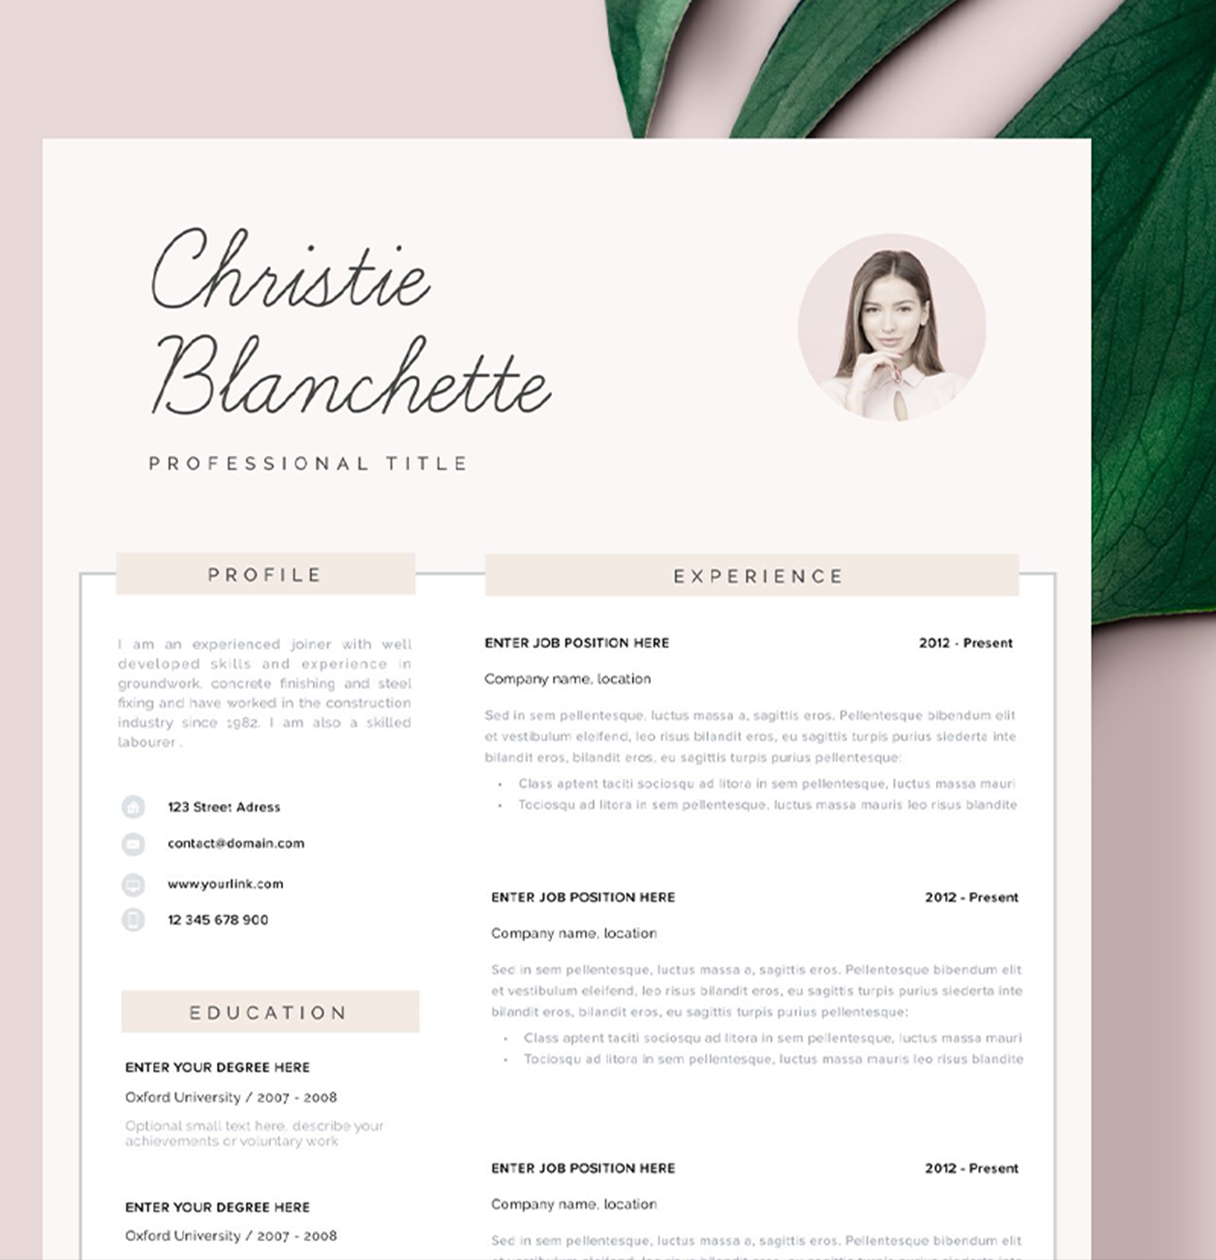 Christie
Blanchette
PROFESSIONAL TITLE
PROFILE
I am an experienced joiner with well
developed skills and experience in
groundwork, concrete finishing and steel
fixing and have worked in the construction
industry since 1982. I am also a skilled
labourer .
123 Street Adress
contact@domain.com
www.yourlink.com
12 345 678 900
EDUCATION
ENTER YOUR DEGREE HERE
Oxford University / 2007 - 2008
Optional small text here, describe your
achievements or voluntary work
ENTER YOUR DEGREE HERE
Oxford University / 2007 - 2008
EXPERIENCE
ENTER JOB POSITION HERE 2012 - Present
Company name, location
Sed in sem pellentesque, luctus massa a, sagittis eros. Pellentesque bibendum elit
et vestibulum eleifend, leo risus bilandit eros, eu sagittis turpis purius siederta inte
bilandit eros, bilandit eros, eu sagittis turpis purius pellentesque:
• Class aptent taciti sociosqu ad litora in sem pellentesque, luctus massa mauri
• Tociosqu ad litora in sem pellentesque, luctus massa mauris leo risus blandite
ENTER JOB POSITION HERE 2012 - Present
Company name, location
Sed in sem pellentesque, luctus massa a, sagittis eros. Pellentesque bibendum elit
et vestibulum eleifend, leo risus bilandit eros, eu sagittis turpis purius siederta inte
bilandit eros, bilandit eros, eu sagittis turpis purius pellentesque:
• Class aptent taciti sociosqu ad litora in sem pellentesque, luctus massa mauri
• Tociosqu ad litora in sem pellentesque, luctus massa mauris leo risus blandite
ENTER JOB POSITION HERE 2012 - Present
Company name, location
Sed in sem pellentesque, luctus massa a, sagittis eros. Pellentesque bibendum elit